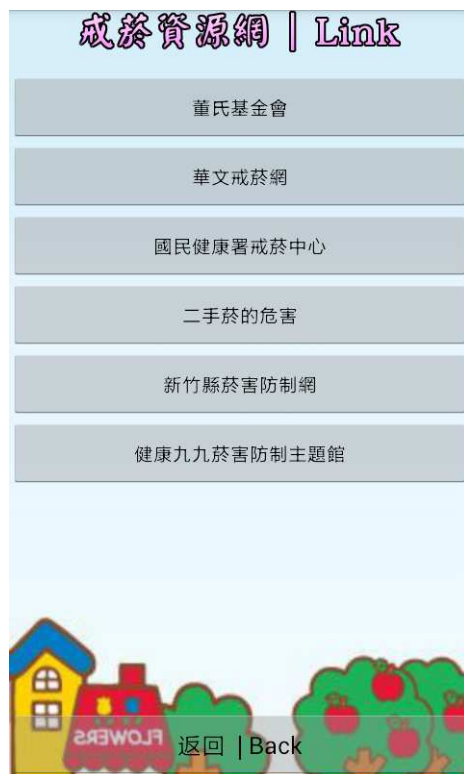 戒菸資源網 | Link
董氏基金會
華文戒菸網
國民健康署戒菸中心
二手菸的危害
新竹縣菸害防制網
健康九九菸害防制主題館
FLOWERS
返回 | Back